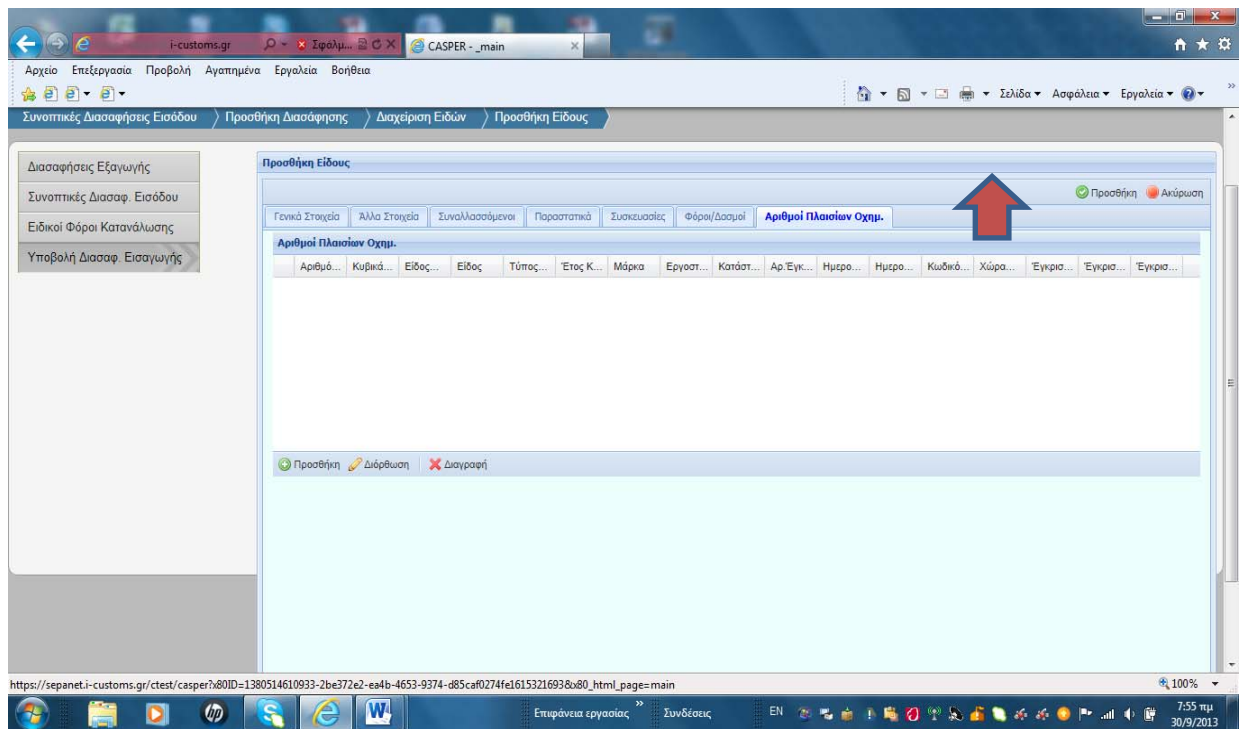 i-customs.gr
Σφάλμ...
CASPER - _main
Αρχείο Επεξεργασία Προβολή Αγαπημένα Εργαλεία Βοήθεια
Σελίδα Ασφάλεια Εργαλεία
Συνοπτικές Διασαφήσεις Εισόδου Προσθήκη Διασάφησης Διαχείριση Ειδών Προσθήκη Είδους
Διασαφήσεις Εξαγωγής
Συνοπτικές Διασαφ. Εισόδου
Ειδικοί Φόροι Κατανάλωσης
Υποβολή Διασαφ. Εισαγωγής
Προσθήκη Είδους
Προσθήκη Ακύρωση
Γενικά Στοιχεία Άλλα Στοιχεία Συναλλασσόμενοι Παραστατικά Συσκευασίες Φόροι/Δασμοί Αριθμοί Πλαισίων Οχημ.
Αριθμοί Πλαισίων Οχημ.
Αριθμό... Κυβικά... Είδος... Είδος Τύπος... Έτος Κ... Μάρκα Εργοστ... Κατάστ... Αρ.Έγκ... Ημερο... Ημερο... Κωδικό... Χώρα... Έγκρισ... Έγκρισ... Έγκρισ...
Προσθήκη Διόρθωση Διαγραφή
https://sepanet.i-customs.gr/ctest/casper?x80ID=1380514610933-2be372e2-ea4b-4653-9374-d85caf0274fe1615321693&x80_html_page=main
100%
Επιφάνεια εργασίας Συνδέσεις EN
7:55 πμ
30/9/2013